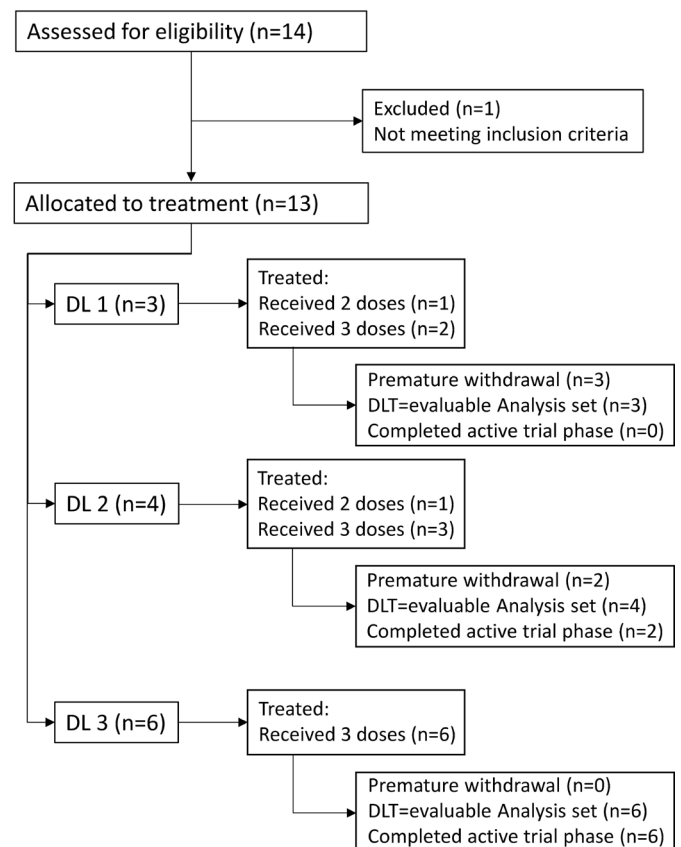 Assessed for eligibility (n=14)
Excluded (n=1)
Not meeting inclusion criteria
Allocated to treatment (n=13)
DL 1 (n=3)
Treated:
Received 2 doses (n=1)
Received 3 doses (n=2)
Premature withdrawal (n=3)
DLT=evaluable Analysis set (n=3)
Completed active trial phase (n=0)
DL 2 (n=4)
Treated:
Received 2 doses (n=1)
Received 3 doses (n=3)
Premature withdrawal (n=2)
DLT=evaluable Analysis set (n=4)
Completed active trial phase (n=2)
DL 3 (n=6)
Treated:
Received 3 doses (n=6)
Premature withdrawal (n=0)
DLT=evaluable Analysis set (n=6)
Completed active trial phase (n=6)